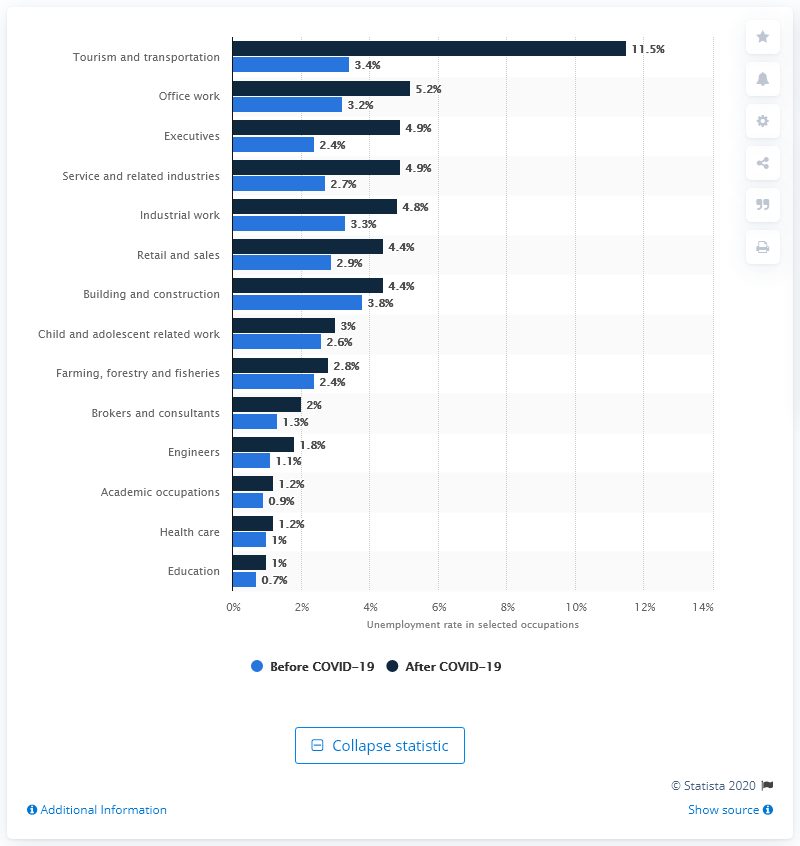 Tourism and transportation
11.5%
3.4%
Office work
5.2%
3.2%
Executives
4.9%
2.4%
Service and related industries
4.9%
2.7%
Industrial work
4.8%
3.3%
Retail and sales
4.4%
2.9%
Building and construction
4.4%
3.8%
Child and adolescent related work
3%
2.6%
Farming, forestry and fisheries
2.8%
2.4%
Brokers and consultants
2%
1.3%
Engineers
1.8%
1.1%
Academic occupations
1.2%
0.9%
Health care
1.2%
1%
Education
1%
0.7%
0% 2% 4% 6% 8% 10% 12% 14%
Unemployment rate in selected occupations
Before COVID-19 After COVID-19
Collapse statistic
© Statista 2020
Additional Information
Show source